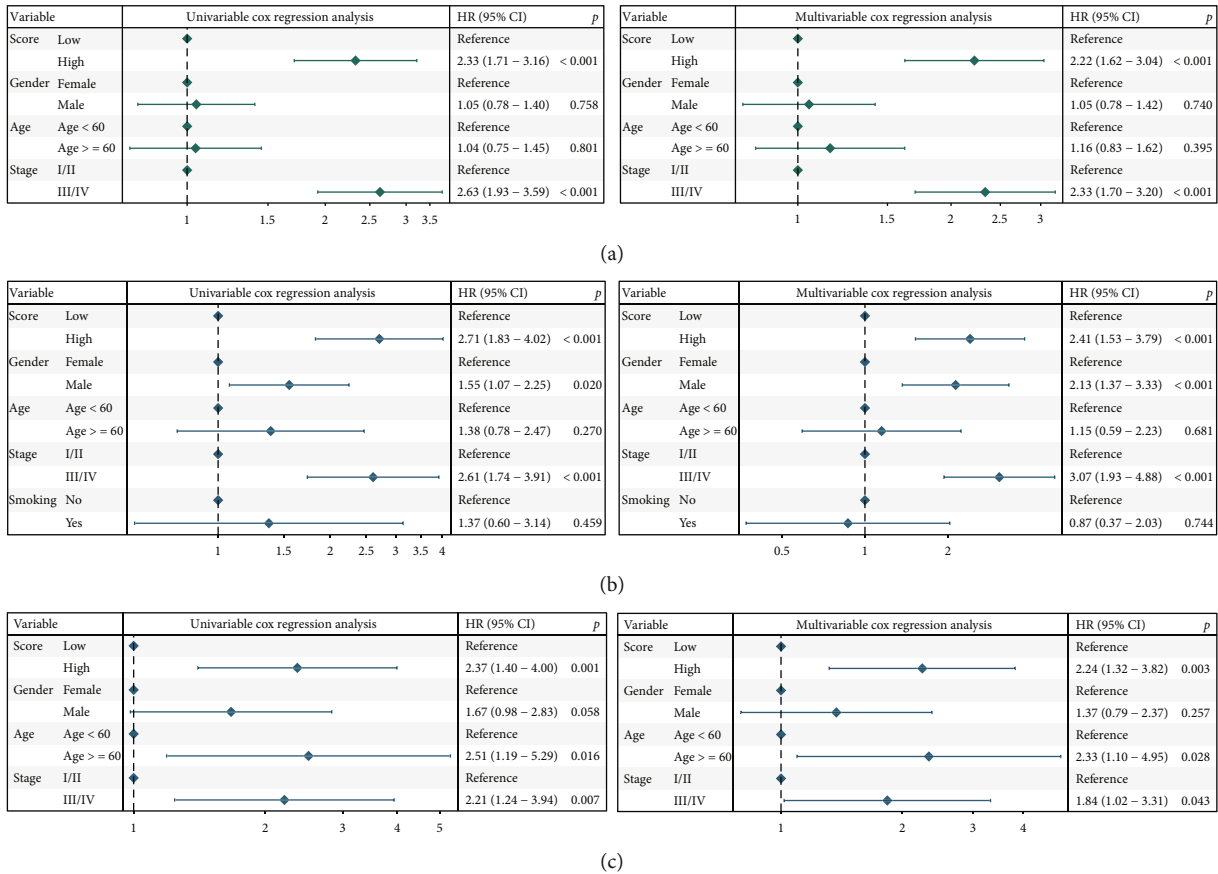 Variable Univariable cox regression analysis HR (95% CI) p
Score Low Reference
High 2.33 (1.71 – 3.16) < 0.001
Gender Female Reference
Male 1.05 (0.78 – 1.40) 0.758
Age Age < 60 Reference
Age > = 60 1.04 (0.75 – 1.45) 0.801
Stage I/II Reference
III/IV 2.63 (1.93 – 3.59) < 0.001
1 1.5 2 2.5 3 3.5
Variable Multivariable cox regression analysis HR (95% CI) p
Score Low Reference
High 2.22 (1.62 – 3.04) < 0.001
Gender Female Reference
Male 1.05 (0.78 – 1.42) 0.740
Age Age < 60 Reference
Age > = 60 1.16 (0.83 – 1.62) 0.395
Stage I/II Reference
III/IV 2.33 (1.70 – 3.20) < 0.001
1 1.5 2 2.5 3
(a)
Variable Univariable cox regression analysis HR (95% CI) p
Score Low Reference
High 2.71 (1.83 – 4.02) < 0.001
Gender Female Reference
Male 1.55 (1.07 – 2.25) 0.020
Age Age < 60 Reference
Age > = 60 1.38 (0.78 – 2.47) 0.270
Stage I/II Reference
III/IV 2.61 (1.74 – 3.91) < 0.001
Smoking No Reference
Yes 1.37 (0.60 – 3.14) 0.459
1 1.5 2 2.5 3 3.5 4
Variable Multivariable cox regression analysis HR (95% CI) p
Score Low Reference
High 2.41 (1.53 – 3.79) < 0.001
Gender Female Reference
Male 2.13 (1.37 – 3.33) < 0.001
Age Age < 60 Reference
Age > = 60 1.15 (0.59 – 2.23) 0.681
Stage I/II Reference
III/IV 3.07 (1.93 – 4.88) < 0.001
Smoking No Reference
Yes 0.87 (0.37 – 2.03) 0.744
0.5 1 2
(b)
Variable Univariable cox regression analysis HR (95% CI) p
Score Low Reference
High 2.37 (1.40 – 4.00) 0.001
Gender Female Reference
Male 1.67 (0.98 – 2.83) 0.058
Age Age < 60 Reference
Age > = 60 2.51 (1.19 – 5.29) 0.016
Stage I/II Reference
III/IV 2.21 (1.24 – 3.94) 0.007
1 2 3 4 5
Variable Multivariable cox regression analysis HR (95% CI) p
Score Low Reference
High 2.24 (1.32 – 3.82) 0.003
Gender Female Reference
Male 1.37 (0.79 – 2.37) 0.257
Age Age < 60 Reference
Age > = 60 2.33 (1.10 – 4.95) 0.028
Stage I/II Reference
III/IV 1.84 (1.02 – 3.31) 0.043
1 2 3 4
(c)